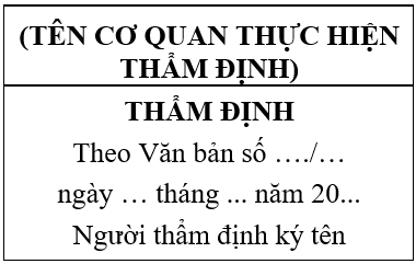 (TÊN CƠ QUAN THỰC HIỆN
THẨM ĐỊNH)
THẨM ĐỊNH
Theo Văn bản số …./…
ngày … tháng ... năm 20...
Người thẩm định ký tên